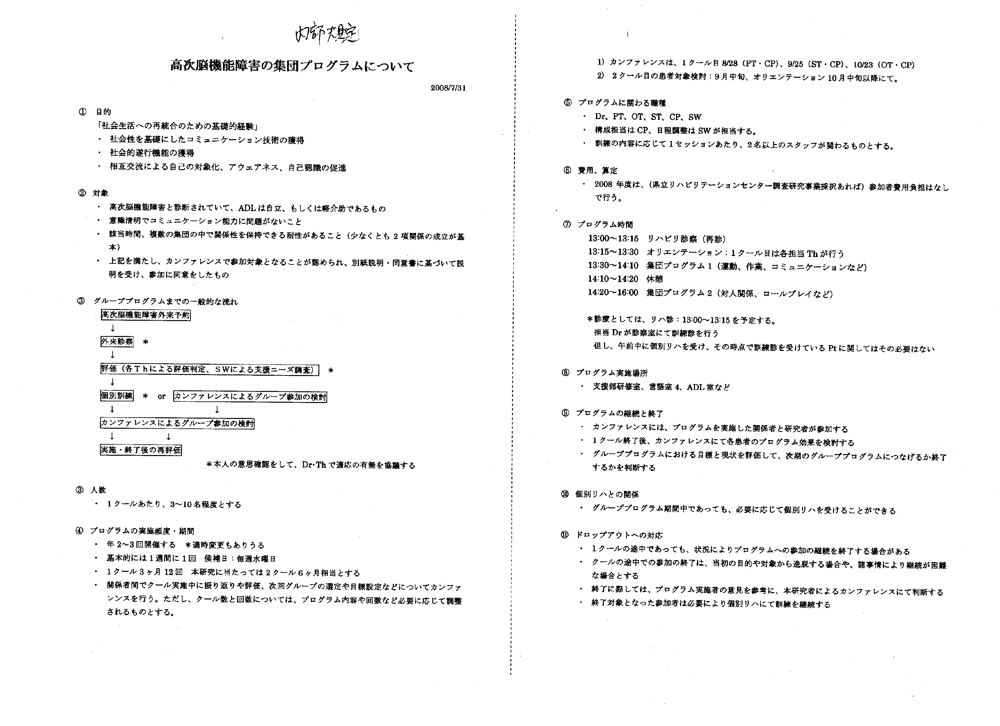 内部規定
高次脳機能障害の集団プログラムについて
2008/7/31
① 目的
「社会生活への再統合のための基礎的経験」
・ 社会性を基礎にしたコミュニケーション技術の獲得
・ 社会的遂行機能の獲得
・ 相互交流による自己の対象化、アウェアネス、自己認識の促進
② 対象
・ 高次脳機能障害と診断されていて、ADLは自立、もしくは軽介助であるもの
・ 意識清明でコミュニケーション能力に問題がないこと
・ 該当時間、複数の集団の中で関係性を保持できる耐性があること（少なくとも 2 項関係の成立が基
本）
・ 上記を満たし、カンファレンスで参加対象となることが認められ、別紙説明・同意書に基づいて説
明を受け、参加に同意をしたもの
③ グループプログラムまでの一般的な流れ
高次脳機能障害外来予約
↓
外来診察 ＊
↓
評価（各Ｔｈによる評価判定、ＳＷによる支援ニーズ調査） ＊
↓
個別訓練 ＊ or カンファレンスによるグループ参加の検討
↓ ↓
カンファレンスによるグループ参加の検討
↓ ↓
実施・終了後の再評価
＊本人の意思確認をして、Dr・Thで適応の有無を協議する
③ 人数
・ 1クールあたり、3～10名程度とする
④ プログラムの実施頻度・期間
・ 年2～3回開催する ＊適時変更もありうる
・ 基本的には1週間に1回 候補日：毎週水曜日
・ 1クール3ヶ月12回 本研究に当たっては2クール6ヶ月相当とする
・ 関係者間でクール実施中に振り返りや評価、次回グループの選定や目標設定などについてカンファ
レンスを行う。ただし、クール数と回数については、プログラム内容や回数など必要に応じて調整
されるものとする。
1) カンファレンスは、1クール目 8/28（PT・CP）、9/25（ST・CP）、10/23（OT・CP）
2) 2クール目の患者対象検討：9月中旬、オリエンテーション10月中旬以降にて。
⑤ プログラムに関わる職種
・ Dr、PT、OT、ST、CP、SW
・ 構成担当はCP、日程調整はSWが担当する。
・ 訓練の内容に応じて1セッションあたり、2名以上のスタッフが関わるものとする。
⑥ 費用、算定
・ 2008 年度は、（県立リハビリテーションセンター調査研究事業採択あれば）参加者費用負担はなし
で行う。
⑦ プログラム時間
13:00～13:15 リハビリ診察（再診）
13:15～13:30 オリエンテーション：1クール目は各担当Thが行う
13:30～14:10 集団プログラム1（運動、作業、コミュニケーションなど）
14:10～14:20 休憩
14:20～16:00 集団プログラム2（対人関係、ロールプレイなど）
＊診療としては、リハ診：13:00～13:15を予定する。
担当Drが診察室にて訓練診を行う
但し、午前中に個別リハを受け、その時点で訓練診を受けているPtに関してはその必要はない
⑧ プログラム実施場所
・ 支援部研修室、言語室4、ADL室など
⑨ プログラムの継続と終了
・ カンファレンスには、プログラムを実施した関係者と研究者が参加する
・ 1クール終了後、カンファレンスにて各患者のプログラム効果を検討する
・ グループプログラムにおける目標と現状を評価して、次期のグループプログラムにつなげるか終了
するかを判断する
⑩ 個別リハとの関係
・ グループプログラム期間中であっても、必要に応じて個別リハを受けることができる
⑪ ドロップアウトへの対応
・ 1クールの途中であっても、状況によりプログラムへの参加の継続を終了する場合がある
・ クールの途中での参加の終了は、当初の目的や対象から逸脱する場合や、諸事情により継続が困難
な場合とする
・ 終了に際しては、プログラム実施者の意見を参考に、本研究者によるカンファレンスにて判断する
・ 終了対象となった参加者は必要により個別リハにて訓練を継続する